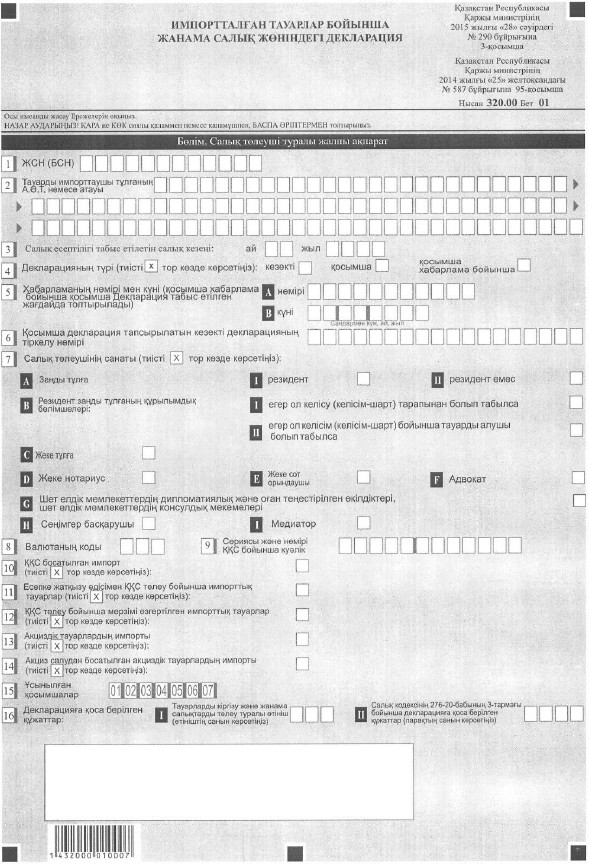 ИМПОРТТАЛҒАН ТАУАРЛАР БОЙЫНША
ЖАНАМА САЛЫҚ ЖӨНІНДЕГІ ДЕКЛАРАЦИЯ
Қазақстан Республикасы
Қаржы министрінің
2015 жылғы «28» сәуірдегі
№ 290 бұйрығына
3-қосымша
Қазақстан Республикасы
Қаржы министрінің
2014 жылғы «25» желтоқсандағы
№ 587 бұйрығына 95-қосымша
Нысан 320.00 Бет 01
Осы нысанды жасау Ережелерін оқыңыз.
НАЗАР АУДАРЫҢЫЗ! ҚАРА не КӨК сиялы қаламмен немесе қаламұшпен, БАСПА ӘРІПТЕРМЕН толтырыңыз.
Бөлім. Салық төлеуші туралы жалпы ақпарат
1 ЖСН (БСН)
2 Тауарды импорттаушы тұлғаның
А.Ә.Т. немесе атауы
3 Салық есептілігі табыс етілетін салық кезеңі: ай жыл
4 Декларацияның түрі (тиісті X тор көзде көрсетіңіз): кезекті қосымша қосымша
хабарлама бойынша
5 Хабарламаның нөмірі мен күні (қосымша хабарлама
бойынша қосымша Декларация табыс етілген
жағдайда толтырылады)
A нөмірі
B күні
Сандармен күн, ай, жыл
6 Қосымша декларация тапсырылатын кезекті декларацияның
тіркелу нөмірі
7 Салық төлеушінің санаты (тиісті X тор көзде көрсетіңіз):
A Заңды тұлға I резидент II резидент емес
B Резидент заңды тұлғаның құрылымдық
бөлімшелері:
I егер ол келісу (келісім-шарт) тарапынан болып табылса
II егер ол келісім (келісім-шарт) бойынша тауарды алушы
болып табылса
C Жеке тұлға
D Жеке нотариус E Жеке сот
орындаушы F Адвокат
G Шет елдік мемлекеттердің дипломатиялық және оған теңестірілген өкілдіктері,
шет елдік мемлекеттердің консулдық мекемелері
H Сенімгер басқарушы I Медиатор
8 Валютаның коды 9 Сериясы және нөмірі
ҚҚС бойынша куәлік
10 ҚҚС босатылған импорт
(тиісті X тор көзде көрсетіңіз):
11 Есепке жатқызу әдісімен ҚҚС төлеу бойынша импорттық
тауарлар (тиісті X тор көзде көрсетіңіз):
12 ҚҚС төлеу бойынша мерзімі өзгертілген импорттық тауарлар
(тиісті X тор көзде көрсетіңіз):
13 Акциздік тауарлардың импорты
(тиісті X тор көзде көрсетіңіз):
14 Акциз салудан босатылған акциздік тауарлардың импорты
(тиісті X тор көзде көрсетіңіз):
15 Ұсынылған
қосымшалар 01 02 03 04 05 06 07
16 Декларацияға қоса берілген
құжаттар:
I Тауарларды кіргізу және жанама
салықтарды төлеу туралы өтініш
(өтініштің санын көрсетіңіз)
II Салық кодексінің 276-20-бабының 3-тармағы
бойынша декларацияға қоса берілген
құжаттар (парақтың санын көрсетіңіз)
1 432000 010007